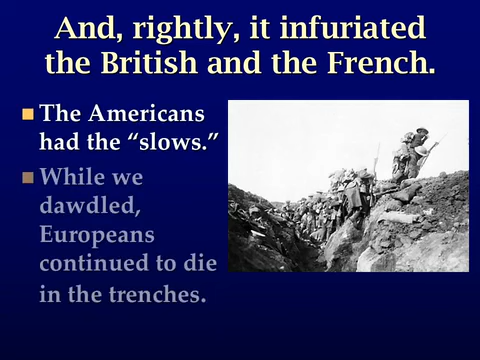 And, rightly, it infuriated
the British and the French.
The Americans
had the “slows.”
While we
dawdled,
Europeans
continued to die
in the trenches.